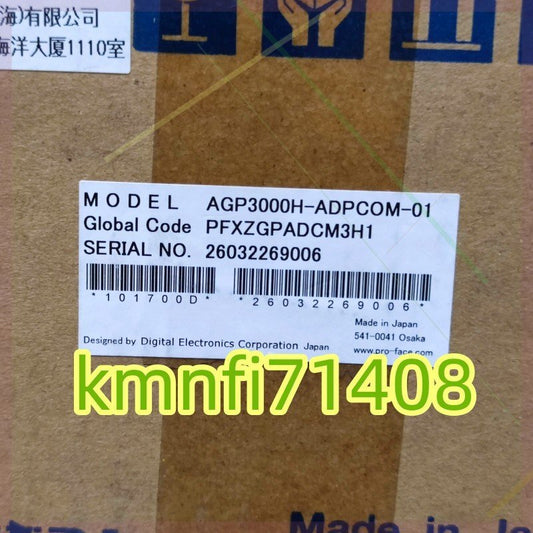 海)有限公司
海洋大厦1110室
MODEL AGP3000H-ADPCOM-01
Global Code PFXZGPADCM3H1
SERIAL NO. 26032269006
*101700D* *26032269006*
Made in Japan
541-0041 Osaka
Designed by Digital Electronics Corporation Japan www.pro-face.com
kmnfi71408
Made in Ja